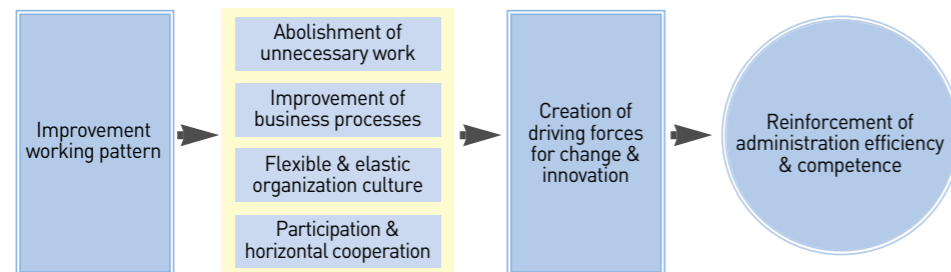 Improvement
working pattern
Abolishment of
unnecessary work
Improvement of
business processes
Flexible & elastic
organization culture
Participation &
horizontal cooperation
Creation of
driving forces
for change &
innovation
Reinforcement of
administration efficiency
& competence